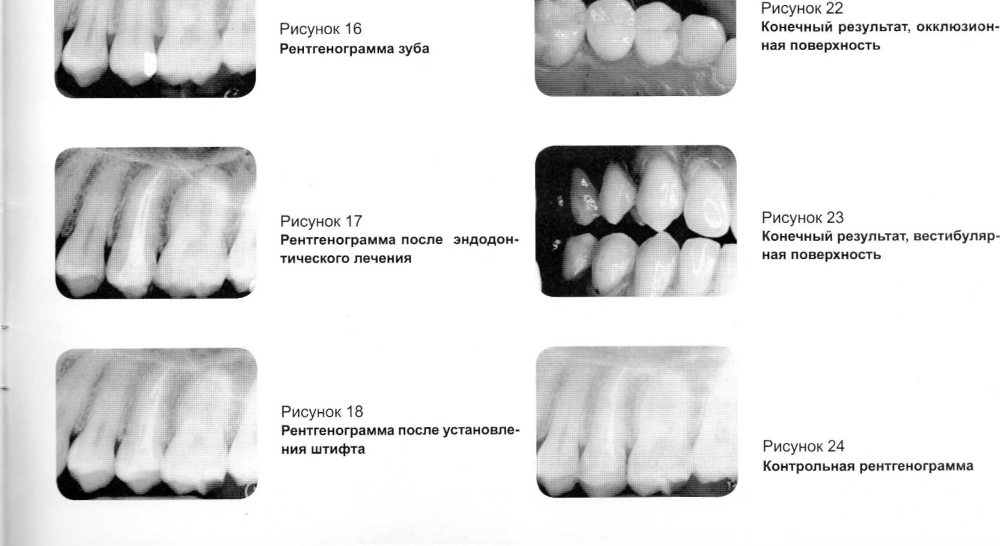 Рисунок 16
Рентгенограмма зуба
Рисунок 17
Рентгенограмма после эндодон-
тического лечения
Рисунок 18
Рентгенограмма после установле-
ния штифта
Рисунок 22
Конечный результат, окклюзион-
ная поверхность
Рисунок 23
Конечный результат, вестибуляр-
ная поверхность
Рисунок 24
Контрольная рентгенограмма